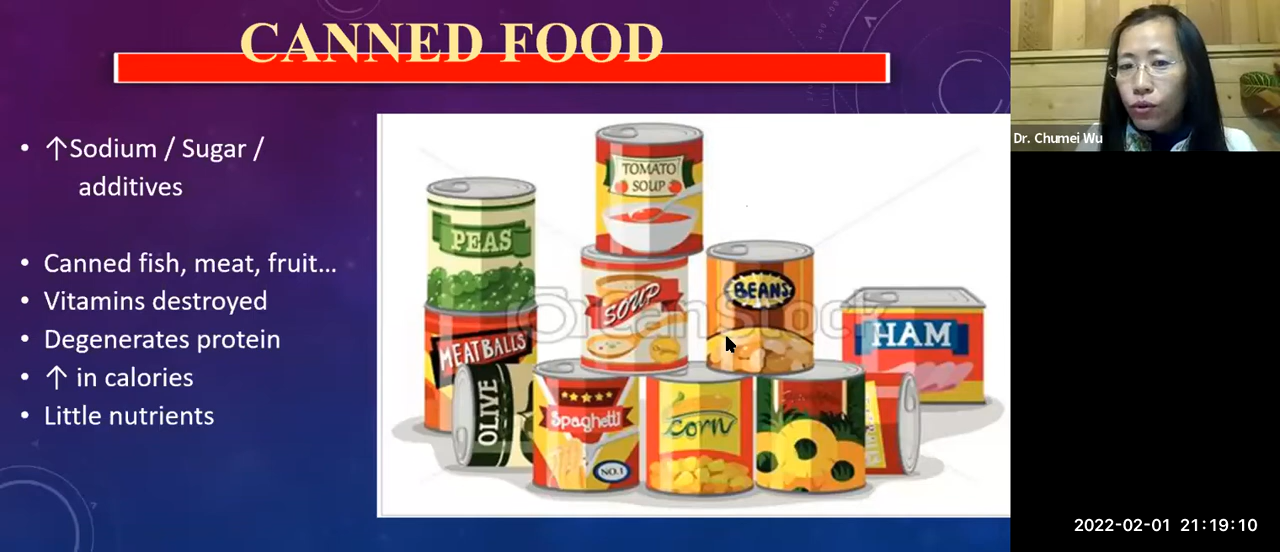 CANNED FOOD
↑Sodium / Sugar /
additives
• Canned fish, meat, fruit...
• Vitamins destroyed
• Degenerates protein
• ↑ in calories
• Little nutrients
TOMATO
SOUP
PEAS
SOUP
BEANS
HAM
MEATBALLS
OLIVE
Spaghetti
NO.1
corn
CanStock
Dr. Chumei Wu
2022-02-01 21:19:10